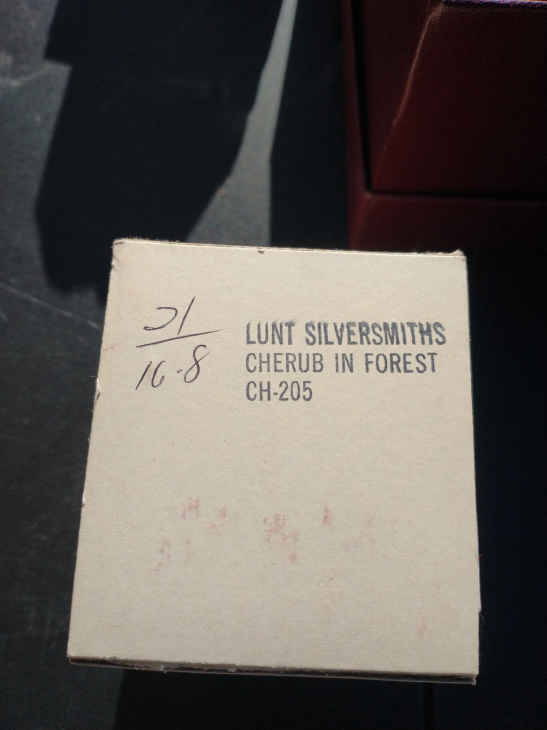 21
16-8
LUNT SILVERSMITHS
CHERUB IN FOREST
CH-205